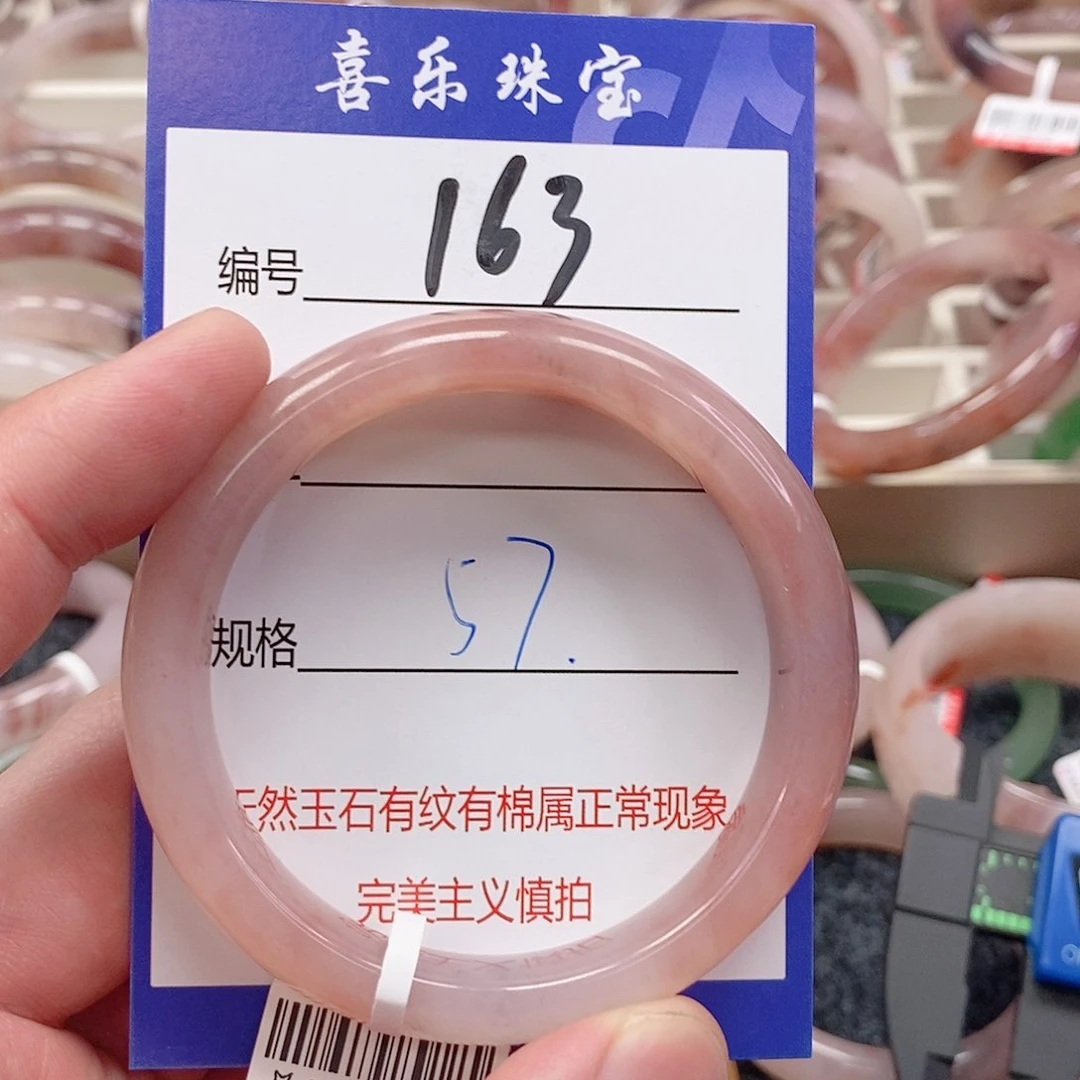 喜乐珠宝
编号 163
规格 57.
天然玉石有纹有棉属正常现象
完美主义慎拍